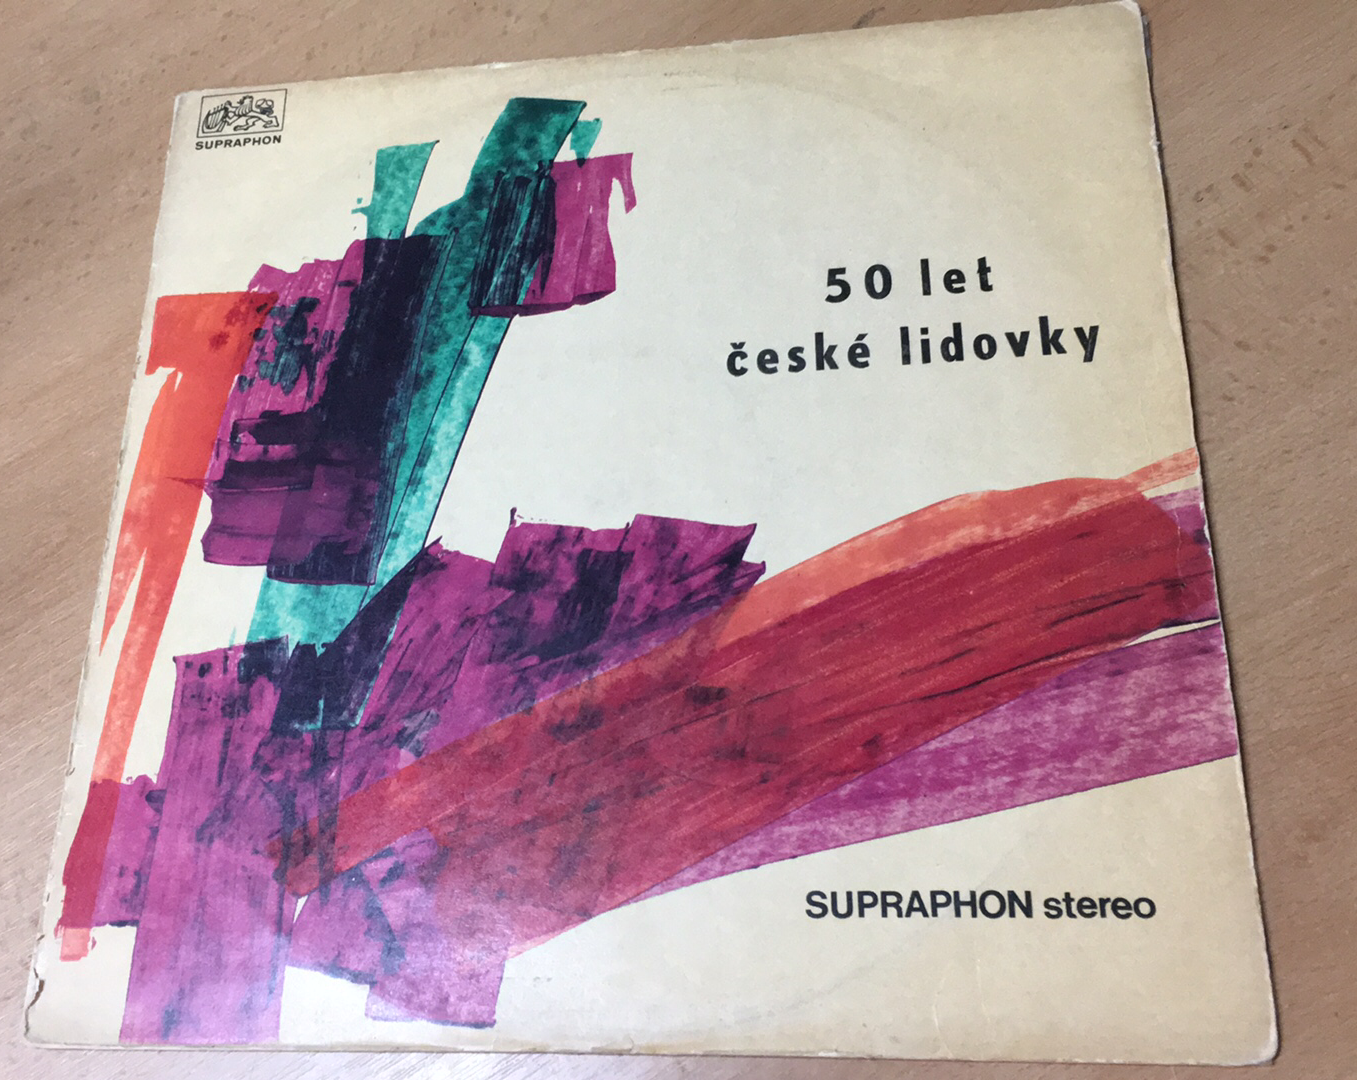 SUPRAPHON
50 let
české lidovky
SUPRAPHON stereo